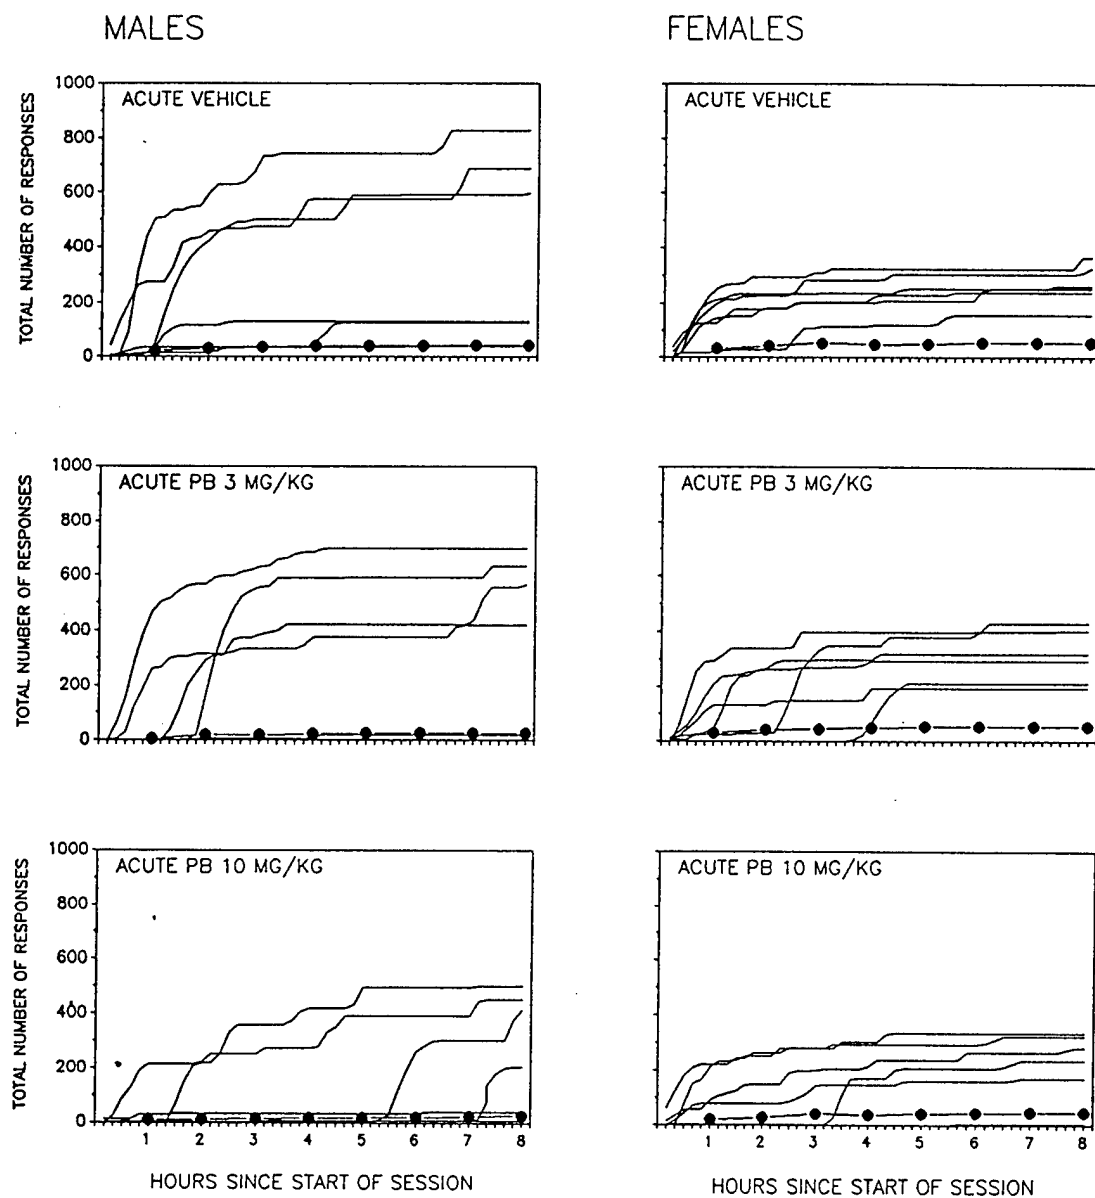 MALES FEMALES
1000 ACUTE VEHICLE ACUTE VEHICLE
800
600
400
200
0
TOTAL NUMBER OF RESPONSES
1000 ACUTE PB 3 MG/KG ACUTE PB 3 MG/KG
800
600
400
200
0
TOTAL NUMBER OF RESPONSES
1000 ACUTE PB 10 MG/KG ACUTE PB 10 MG/KG
800
600
400
200
0
TOTAL NUMBER OF RESPONSES
1 2 3 4 5 6 7 8 1 2 3 4 5 6 7 8
HOURS SINCE START OF SESSION HOURS SINCE START OF SESSION